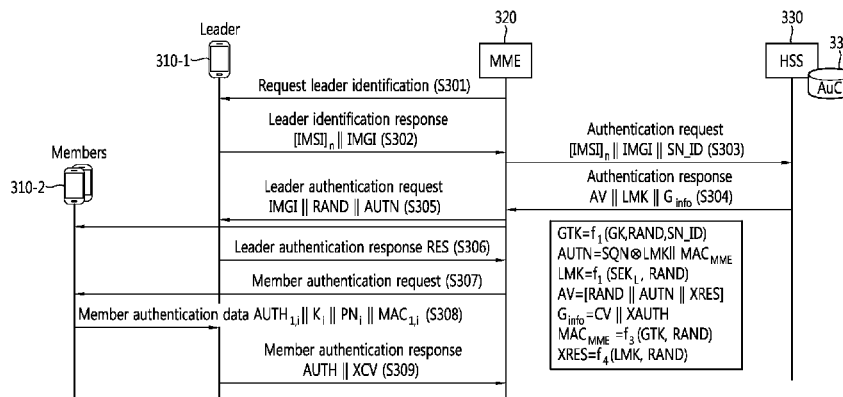 Leader
310-1
320
MME
330
HSS
33
AuC
Request leader identification (S301)
Leader identification response
[IMSI]n || IMGI (S302)
Authentication request
[IMSI]n || IMGI || SN_ID (S303)
Members
310-2
Authentication response
AV || LMK || Ginfo (S304)
Leader authentication request
IMGI || RAND || AUTN (S305)
Leader authentication response RES (S306)
Member authentication request (S307)
Member authentication data AUTH1,i || Ki || PNi || MAC1,i (S308)
Member authentication response
AUTH || XCV (S309)
GTK=f1(GK,RAND,SN_ID)
AUTN=SQN⊗LMK|| MACMME
LMK=f1(SEKL, RAND)
AV=[RAND || AUTN || XRES]
Ginfo=CV || XAUTH
MACMME=f3(GTK, RAND)
XRES=f4(LMK, RAND)